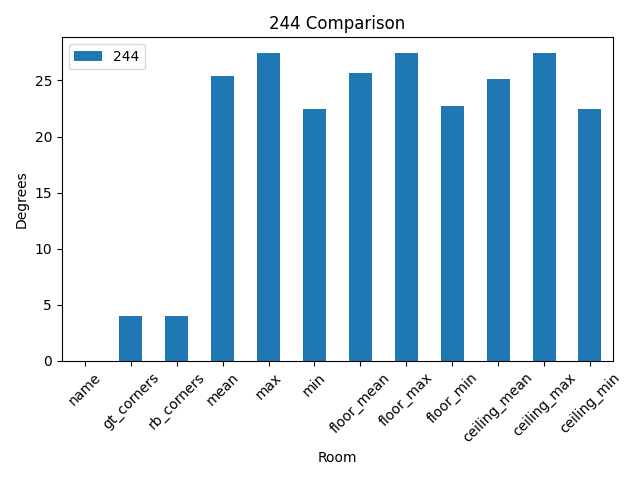 244 Comparison
244
Degrees
25
20
15
10
5
0
name
gt_corners
rb_corners
mean
max
min
floor_mean
floor_max
floor_min
ceiling_mean
ceiling_max
ceiling_min
Room